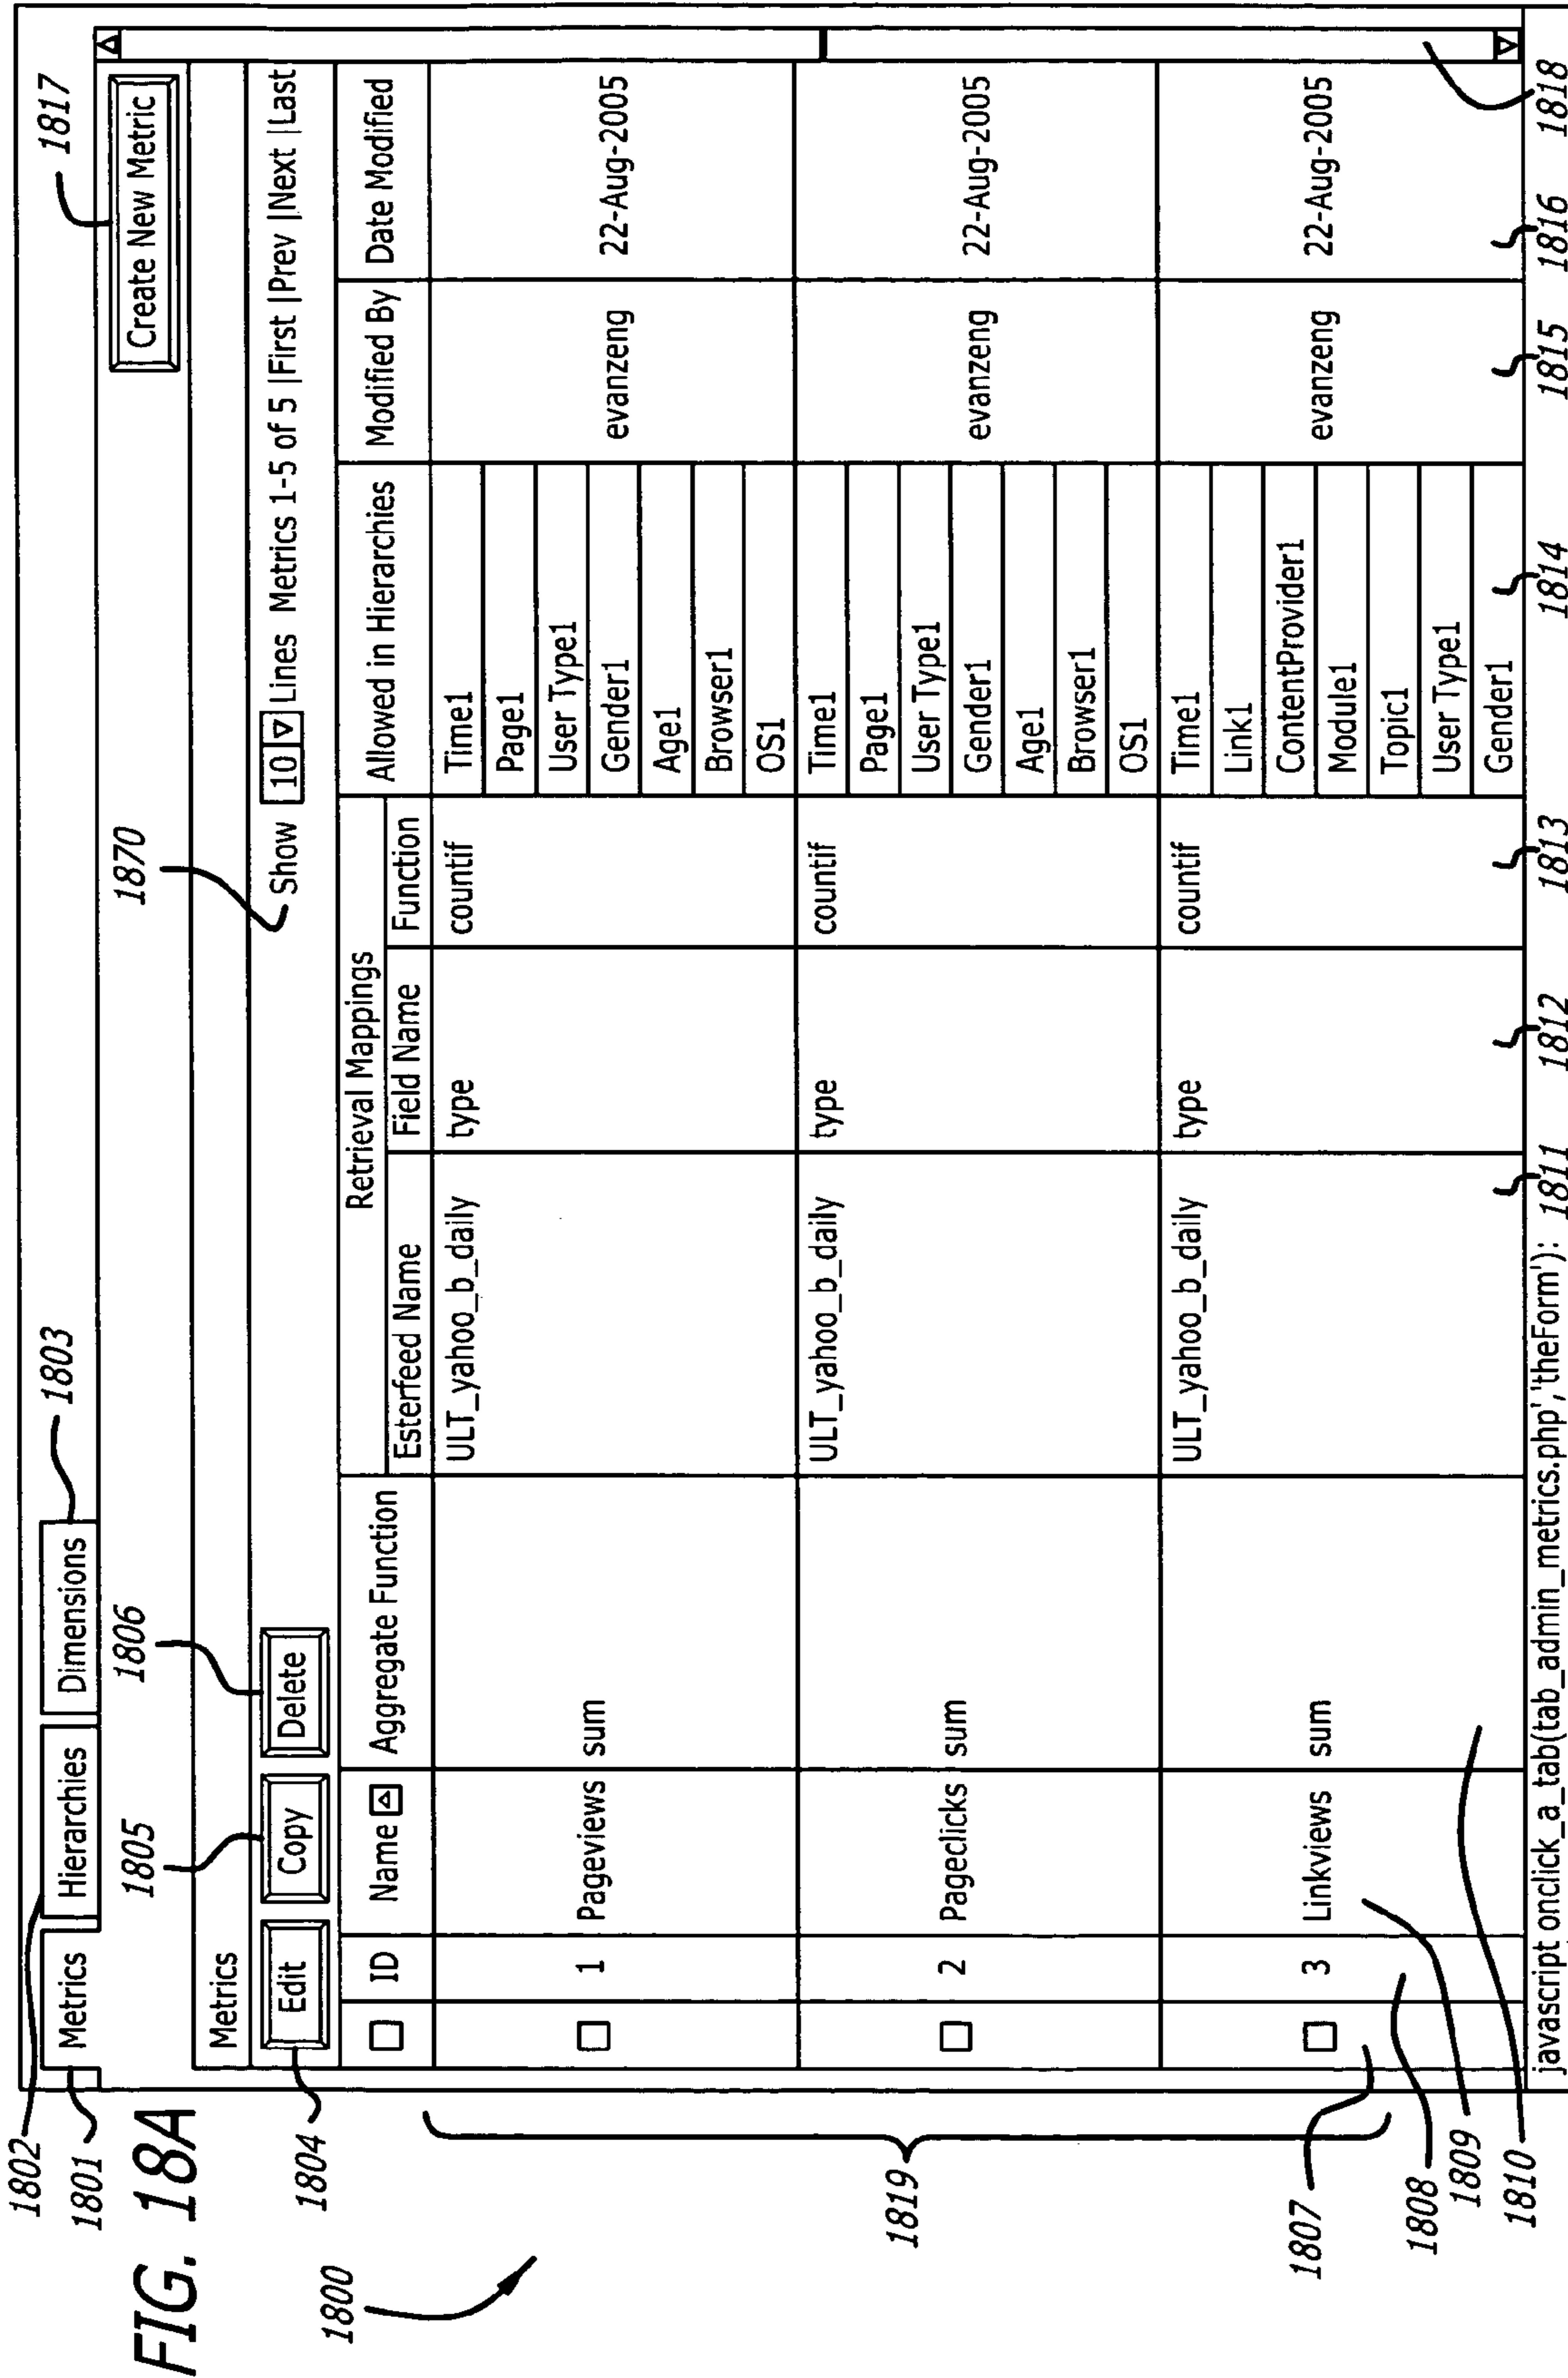 FIG. 18A
1800
1802
1801
1803
1817
Metrics
Hierarchies
Dimensions
1805
1806
1870
Create New Metric
Metrics
1804
Edit
Copy
Delete
Show 10 Lines Metrics 1-5 of 5 |First |Prev |Next |Last
ID
Name
Aggregate Function
Retrieval Mappings
Allowed in Hierarchies
Modified By
Date Modified
Esterfeed Name
Field Name
Function
1
Pageviews
sum
ULT_yahoo_b_daily
type
countif
Time1
Page1
User Type1
Gender1
Age1
Browser1
OS1
evanzeng
22-Aug-2005
1819
2
Pageclicks
sum
ULT_yahoo_b_daily
type
countif
Time1
Page1
User Type1
Gender1
Age1
Browser1
OS1
evanzeng
22-Aug-2005
3
Linkviews
sum
ULT_yahoo_b_daily
type
countif
Time1
Link1
ContentProvider1
Module1
Topic1
User Type1
Gender1
evanzeng
22-Aug-2005
1807
1808
1809
1810
javascript onclick_a_tab(tab_admin_metrics.php','theForm'):
1811
1812
1813
1814
1815
1816
1818